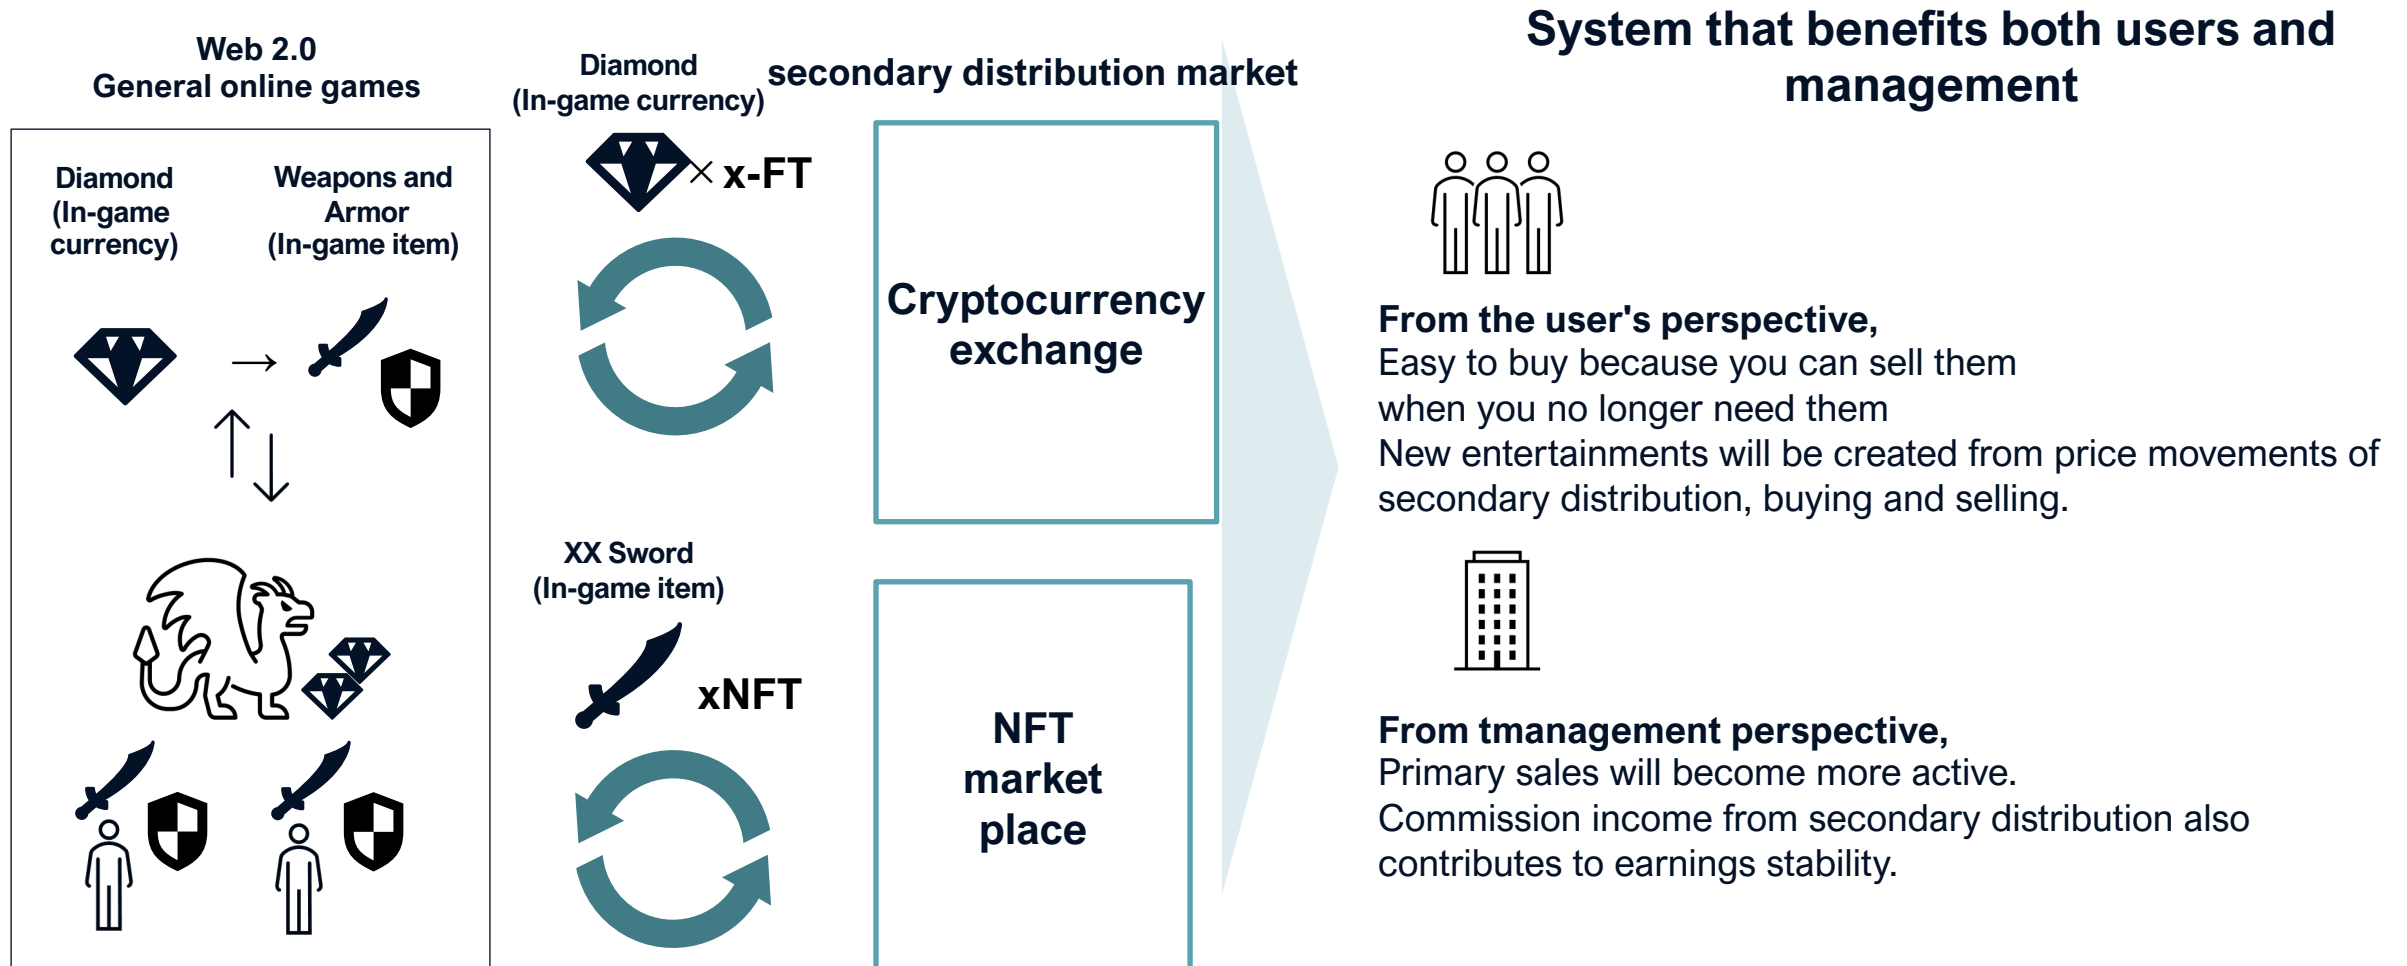 Web 2.0
General online games
Diamond
(In-game
currency)
Weapons and
Armor
(In-game item)
Diamond
(In-game currency)
× x-FT
XX Sword
(In-game item)
xNFT
secondary distribution market
Cryptocurrency
exchange
NFT
market
place
System that benefits both users and
management
From the user's perspective,
Easy to buy because you can sell them
when you no longer need them
New entertainments will be created from price movements of
secondary distribution, buying and selling.
From tmanagement perspective,
Primary sales will become more active.
Commission income from secondary distribution also
contributes to earnings stability.